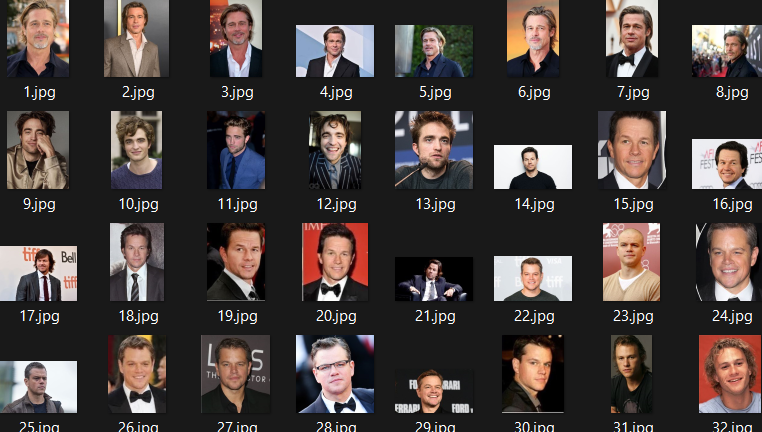 1.jpg 2.jpg 3.jpg 4.jpg 5.jpg 6.jpg 7.jpg 8.jpg
9.jpg 10.jpg 11.jpg 12.jpg 13.jpg 14.jpg 15.jpg 16.jpg
17.jpg 18.jpg 19.jpg 20.jpg 21.jpg 22.jpg 23.jpg 24.jpg
25.jpg 26.jpg 27.jpg 28.jpg 29.jpg 30.jpg 31.jpg 32.jpg